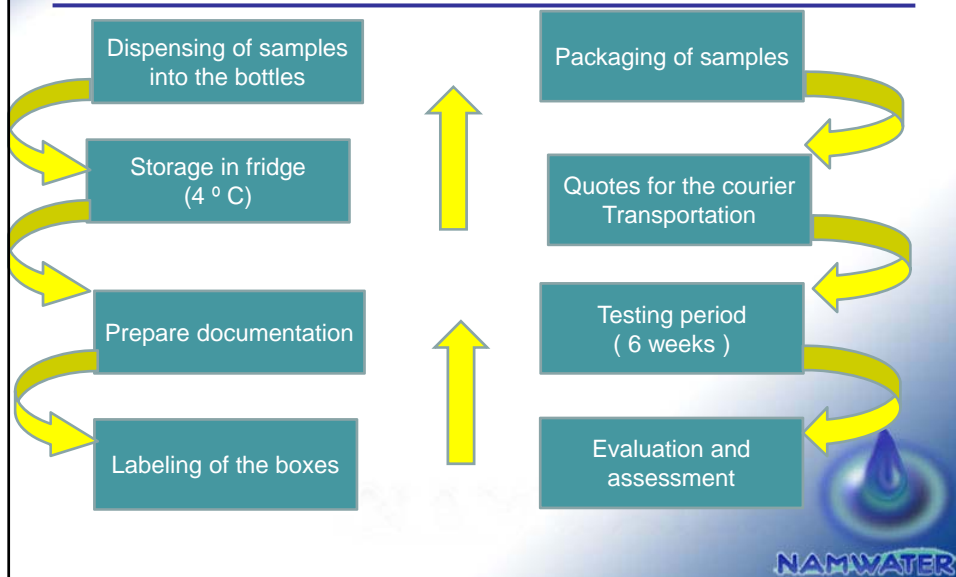 Dispensing of samples
into the bottles
Storage in fridge
(4 º C)
Prepare documentation
Labeling of the boxes
Packaging of samples
Quotes for the courier
Transportation
Testing period
( 6 weeks )
Evaluation and
assessment
NAMWATER